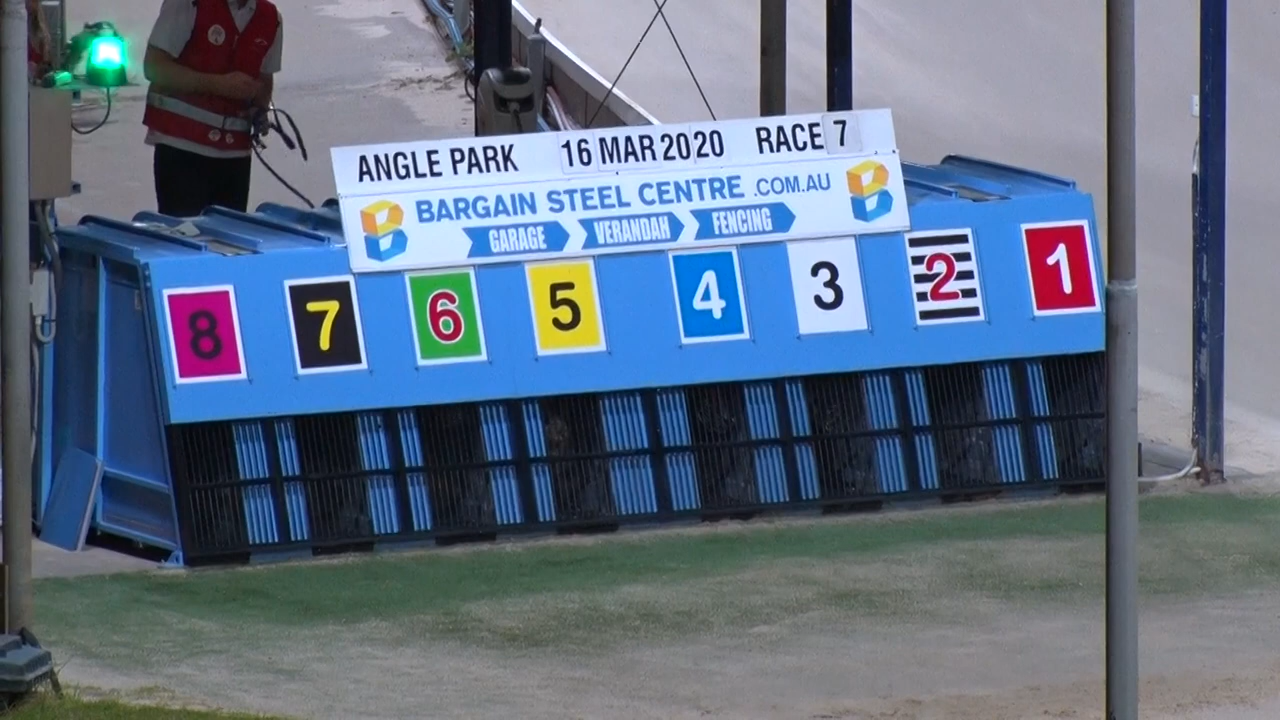 ANGLE PARK 16 MAR 2020 RACE 7
BARGAIN STEEL CENTRE .COM.AU
GARAGE VERANDAH FENCING
8 7 6 5 4 3 2 1